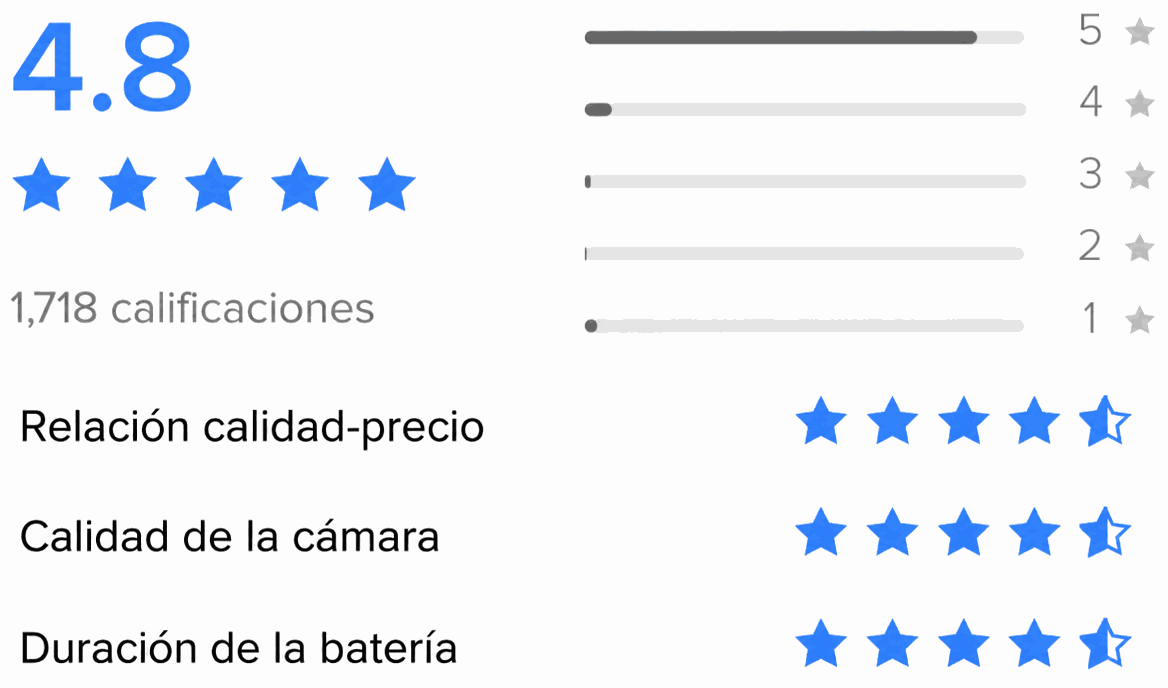 4.8
1,718 calificaciones
5
4
3
2
1
Relación calidad-precio
Calidad de la cámara
Duración de la batería